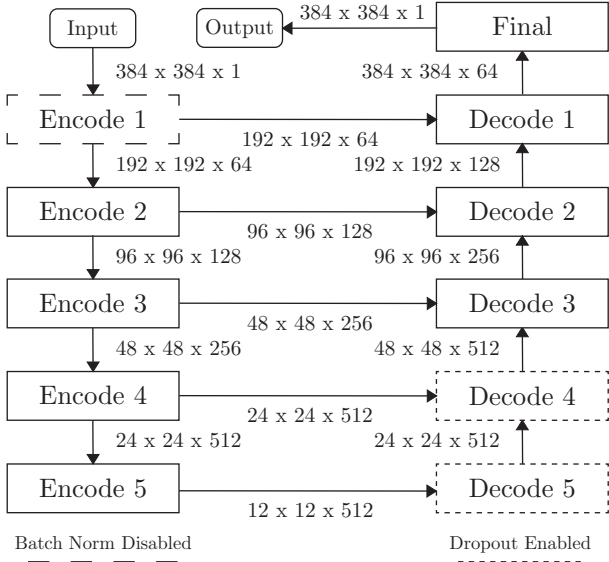 Input
Output
384 x 384 x 1
Final
384 x 384 x 1
384 x 384 x 64
Encode 1
192 x 192 x 64
Decode 1
192 x 192 x 64
192 x 192 x 128
Encode 2
96 x 96 x 128
Decode 2
96 x 96 x 128
96 x 96 x 256
Encode 3
48 x 48 x 256
Decode 3
48 x 48 x 256
48 x 48 x 512
Encode 4
24 x 24 x 512
Decode 4
24 x 24 x 512
24 x 24 x 512
Encode 5
12 x 12 x 512
Decode 5
Batch Norm Disabled
Dropout Enabled